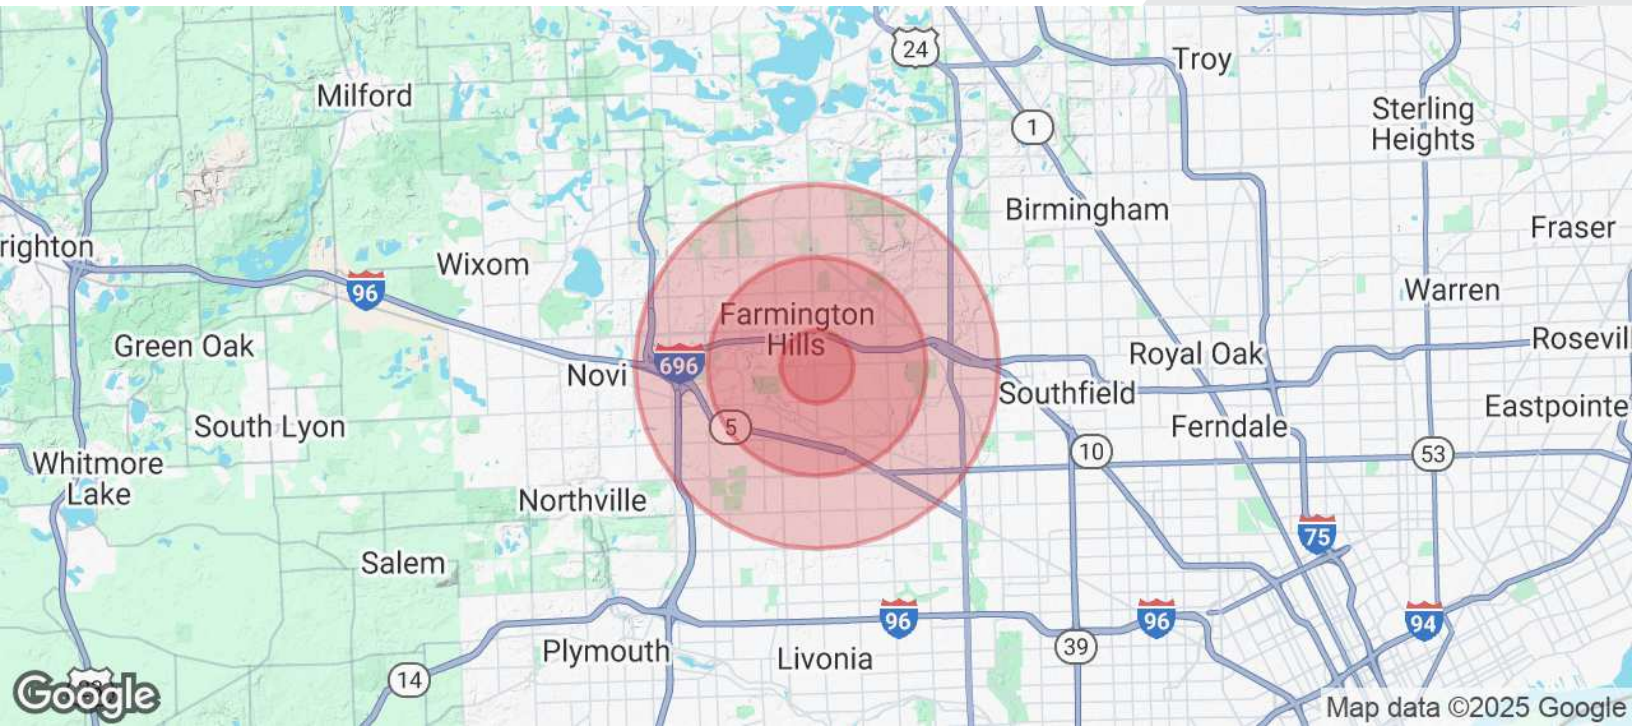 24
Troy
Milford
Sterling
Heights
1
Birmingham
Fraser
righton
Wixom
96
Warren
Farmington
Hills
Green Oak
Rosevill
Royal Oak
696
Novi
Southfield
Eastpointe
South Lyon
5
Ferndale
10
53
Whitmore
Lake
Northville
75
Salem
96
96
94
39
Plymouth
Livonia
14
Google
Map data ©2025 Google